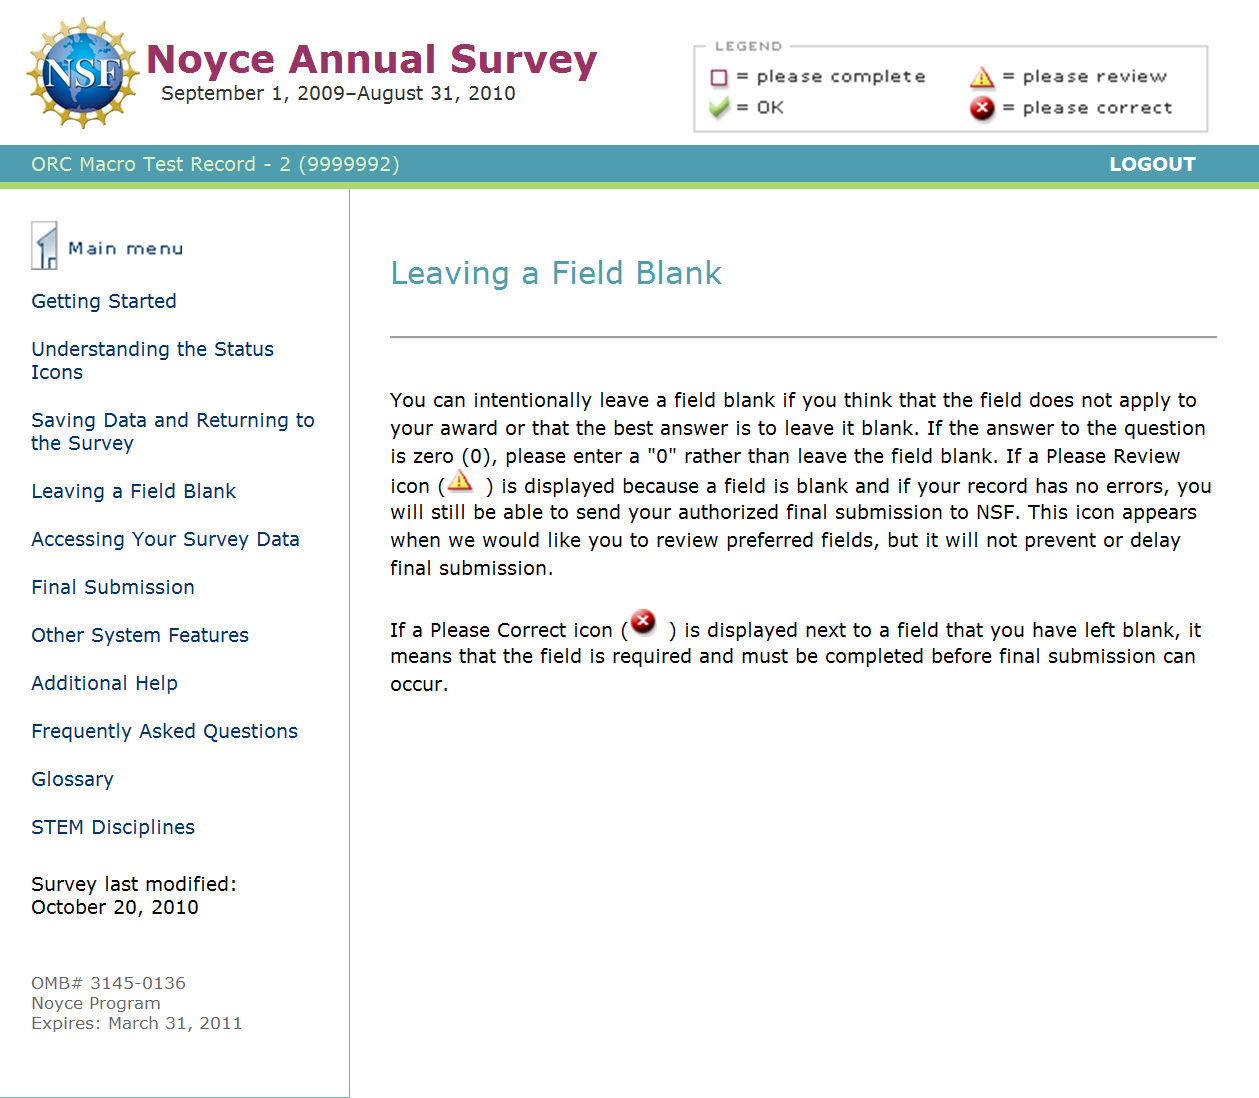 NSF
Noyce Annual Survey
September 1, 2009–August 31, 2010
LEGEND
= please complete
= please review
= OK
= please correct
ORC Macro Test Record - 2 (9999992)
LOGOUT
Main menu
Getting Started
Understanding the Status
Icons
Saving Data and Returning to
the Survey
Leaving a Field Blank
Accessing Your Survey Data
Final Submission
Other System Features
Additional Help
Frequently Asked Questions
Glossary
STEM Disciplines
Survey last modified:
October 20, 2010
OMB# 3145-0136
Noyce Program
Expires: March 31, 2011
Leaving a Field Blank
You can intentionally leave a field blank if you think that the field does not apply to
your award or that the best answer is to leave it blank. If the answer to the question
is zero (0), please enter a "0" rather than leave the field blank. If a Please Review
icon ( ) is displayed because a field is blank and if your record has no errors, you
will still be able to send your authorized final submission to NSF. This icon appears
when we would like you to review preferred fields, but it will not prevent or delay
final submission.
If a Please Correct icon ( ) is displayed next to a field that you have left blank, it
means that the field is required and must be completed before final submission can
occur.